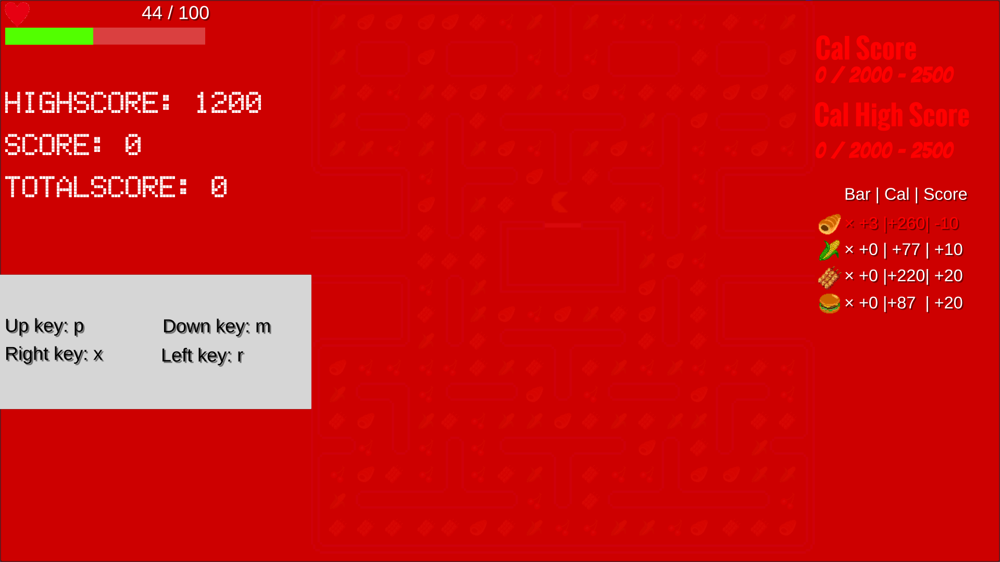 44 / 100
HIGHSCORE: 1200
SCORE: 0
TOTALSCORE: 0
Up key: p
Down key: m
Right key: x
Left key: r
Cal Score
0 / 2000 - 2500
Cal High Score
0 / 2000 - 2500
Bar | Cal | Score
× +3 |+260| -10
× +0 | +77 | +10
× +0 |+220| +20
× +0 |+87 | +20